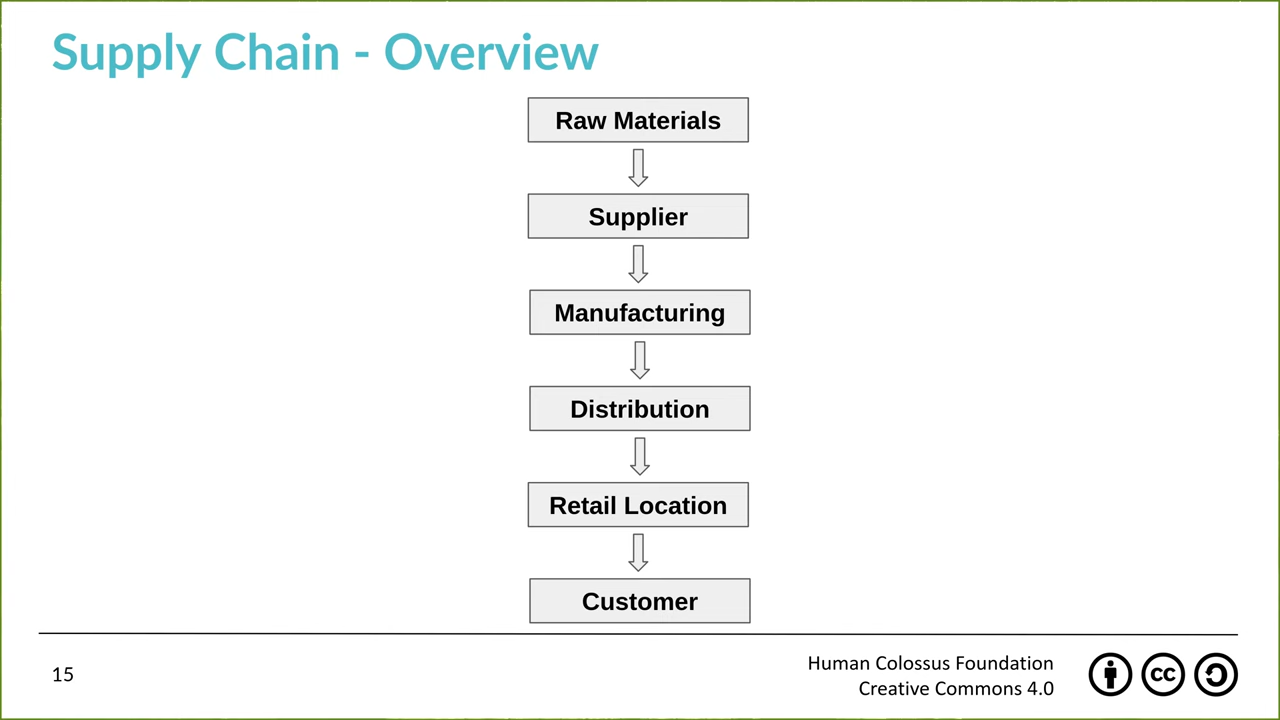 Supply Chain - Overview
Raw Materials
Supplier
Manufacturing
Distribution
Retail Location
Customer
15
Human Colossus Foundation
Creative Commons 4.0
cc